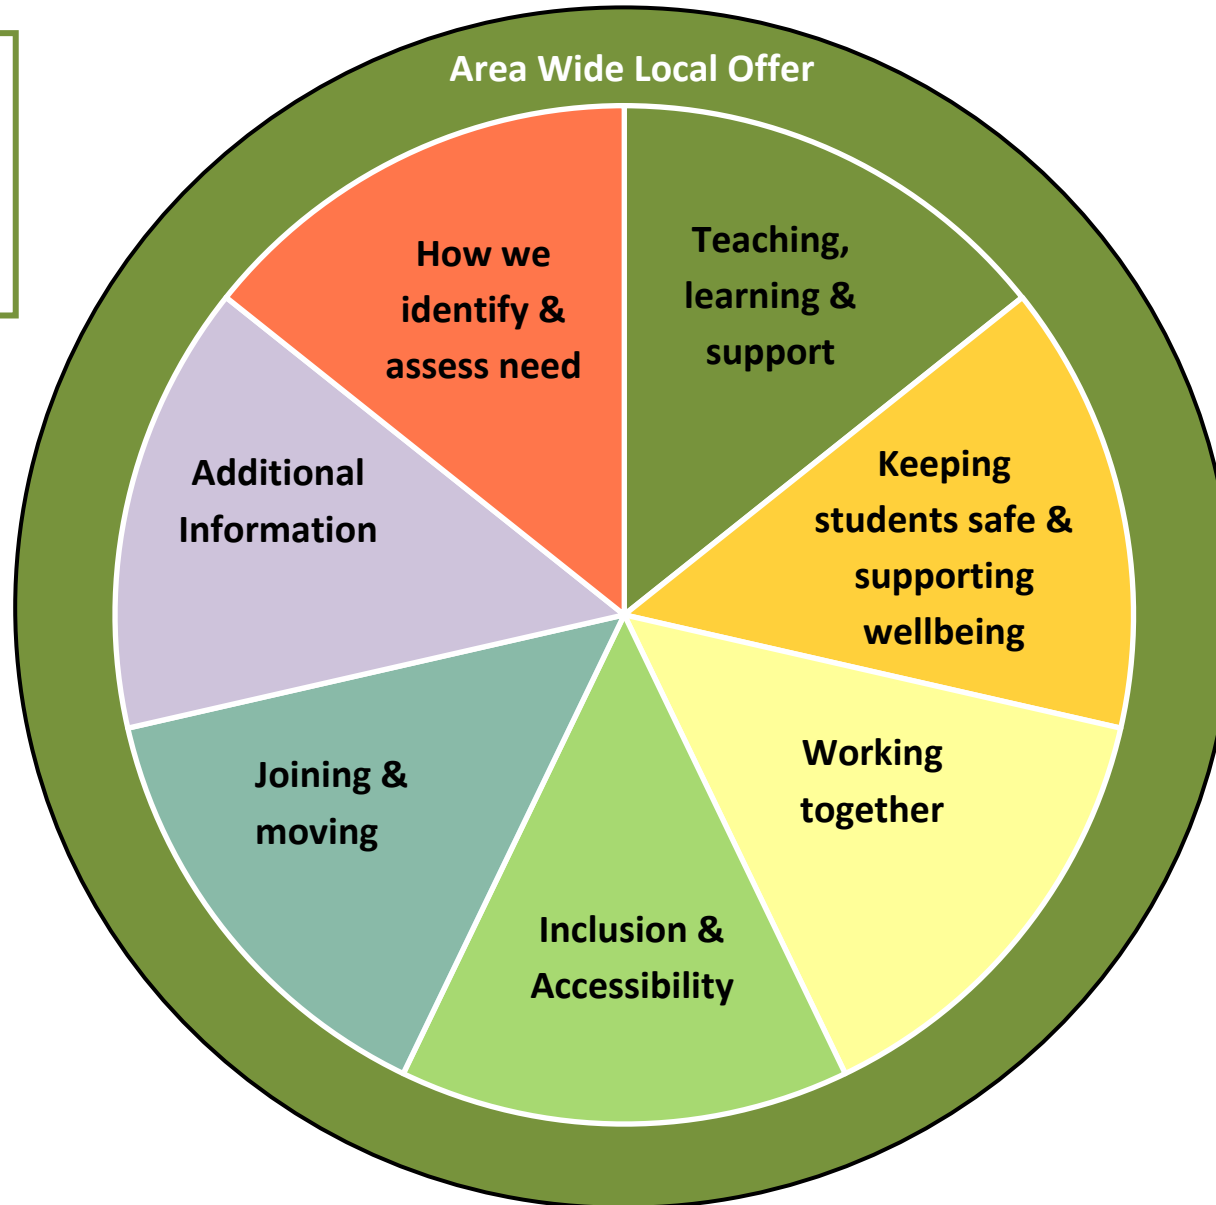 Area Wide Local Offer
How we
identify &
assess need
Teaching,
learning &
support
Keeping
students safe &
supporting
wellbeing
Working
together
Inclusion &
Accessibility
Joining &
moving
Additional
Information